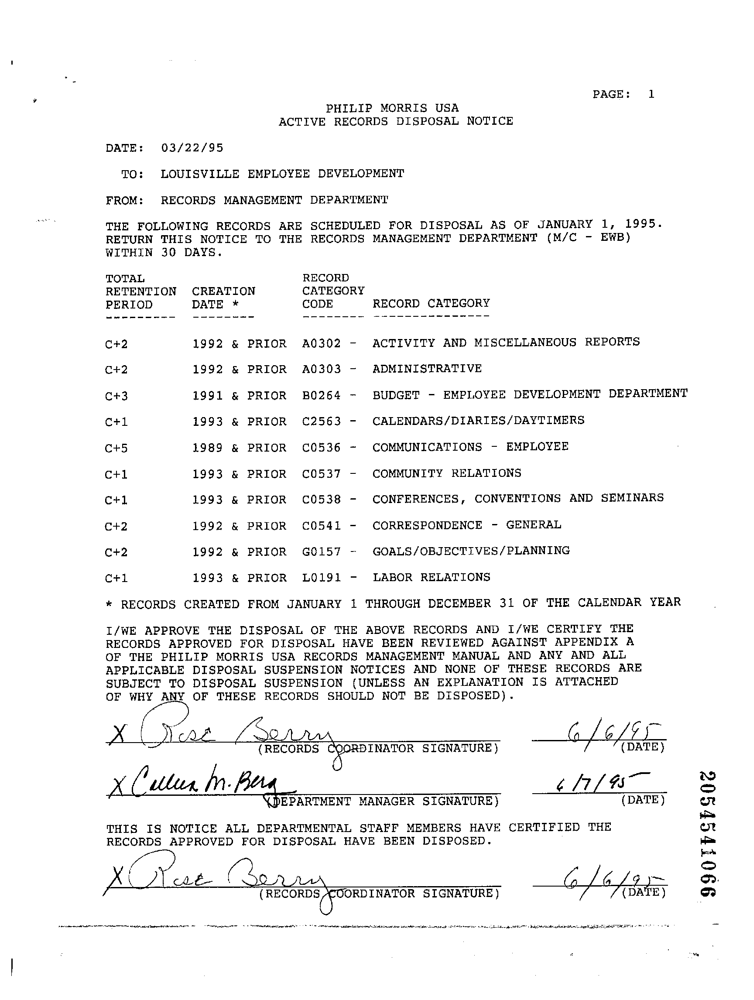 PAGE: 1
PHILIP MORRIS USA
ACTIVE RECORDS DISPOSAL NOTICE
DATE: 03/22/95
TO: LOUISVILLE EMPLOYEE DEVELOPMENT
FROM: RECORDS MANAGEMENT DEPARTMENT
THE FOLLOWING RECORDS ARE SCHEDULED FOR DISPOSAL AS OF JANUARY 1, 1995.
RETURN THIS NOTICE TO THE RECORDS MANAGEMENT DEPARTMENT (M/C - EWB)
WITHIN 30 DAYS.
TOTAL RECORD
RETENTION CREATION CATEGORY
PERIOD DATE * CODE RECORD CATEGORY
--------- -------- -------- ---------------
C+2 1992 & PRIOR A0302 - ACTIVITY AND MISCELLANEOUS REPORTS
C+2 1992 & PRIOR A0303 - ADMINISTRATIVE
C+3 1991 & PRIOR B0264 - BUDGET - EMPLOYEE DEVELOPMENT DEPARTMENT
C+1 1993 & PRIOR C2563 - CALENDARS/DIARIES/DAYTIMERS
C+5 1989 & PRIOR C0536 - COMMUNICATIONS - EMPLOYEE
C+1 1993 & PRIOR C0537 - COMMUNITY RELATIONS
C+1 1993 & PRIOR C0538 - CONFERENCES, CONVENTIONS AND SEMINARS
C+2 1992 & PRIOR C0541 - CORRESPONDENCE - GENERAL
C+2 1992 & PRIOR G0157 - GOALS/OBJECTIVES/PLANNING
C+1 1993 & PRIOR L0191 - LABOR RELATIONS
* RECORDS CREATED FROM JANUARY 1 THROUGH DECEMBER 31 OF THE CALENDAR YEAR
I/WE APPROVE THE DISPOSAL OF THE ABOVE RECORDS AND I/WE CERTIFY THE
RECORDS APPROVED FOR DISPOSAL HAVE BEEN REVIEWED AGAINST APPENDIX A
OF THE PHILIP MORRIS USA RECORDS MANAGEMENT MANUAL AND ANY AND ALL
APPLICABLE DISPOSAL SUSPENSION NOTICES AND NONE OF THESE RECORDS ARE
SUBJECT TO DISPOSAL SUSPENSION (UNLESS AN EXPLANATION IS ATTACHED
OF WHY ANY OF THESE RECORDS SHOULD NOT BE DISPOSED).
X Rose Berry 6/6/95
(RECORDS COORDINATOR SIGNATURE) (DATE)
X M. Berg 6/7/95
(DEPARTMENT MANAGER SIGNATURE) (DATE)
THIS IS NOTICE ALL DEPARTMENTAL STAFF MEMBERS HAVE CERTIFIED THE
RECORDS APPROVED FOR DISPOSAL HAVE BEEN DISPOSED.
X Rose Berry 6/6/95
(RECORDS COORDINATOR SIGNATURE) (DATE)
2054541066